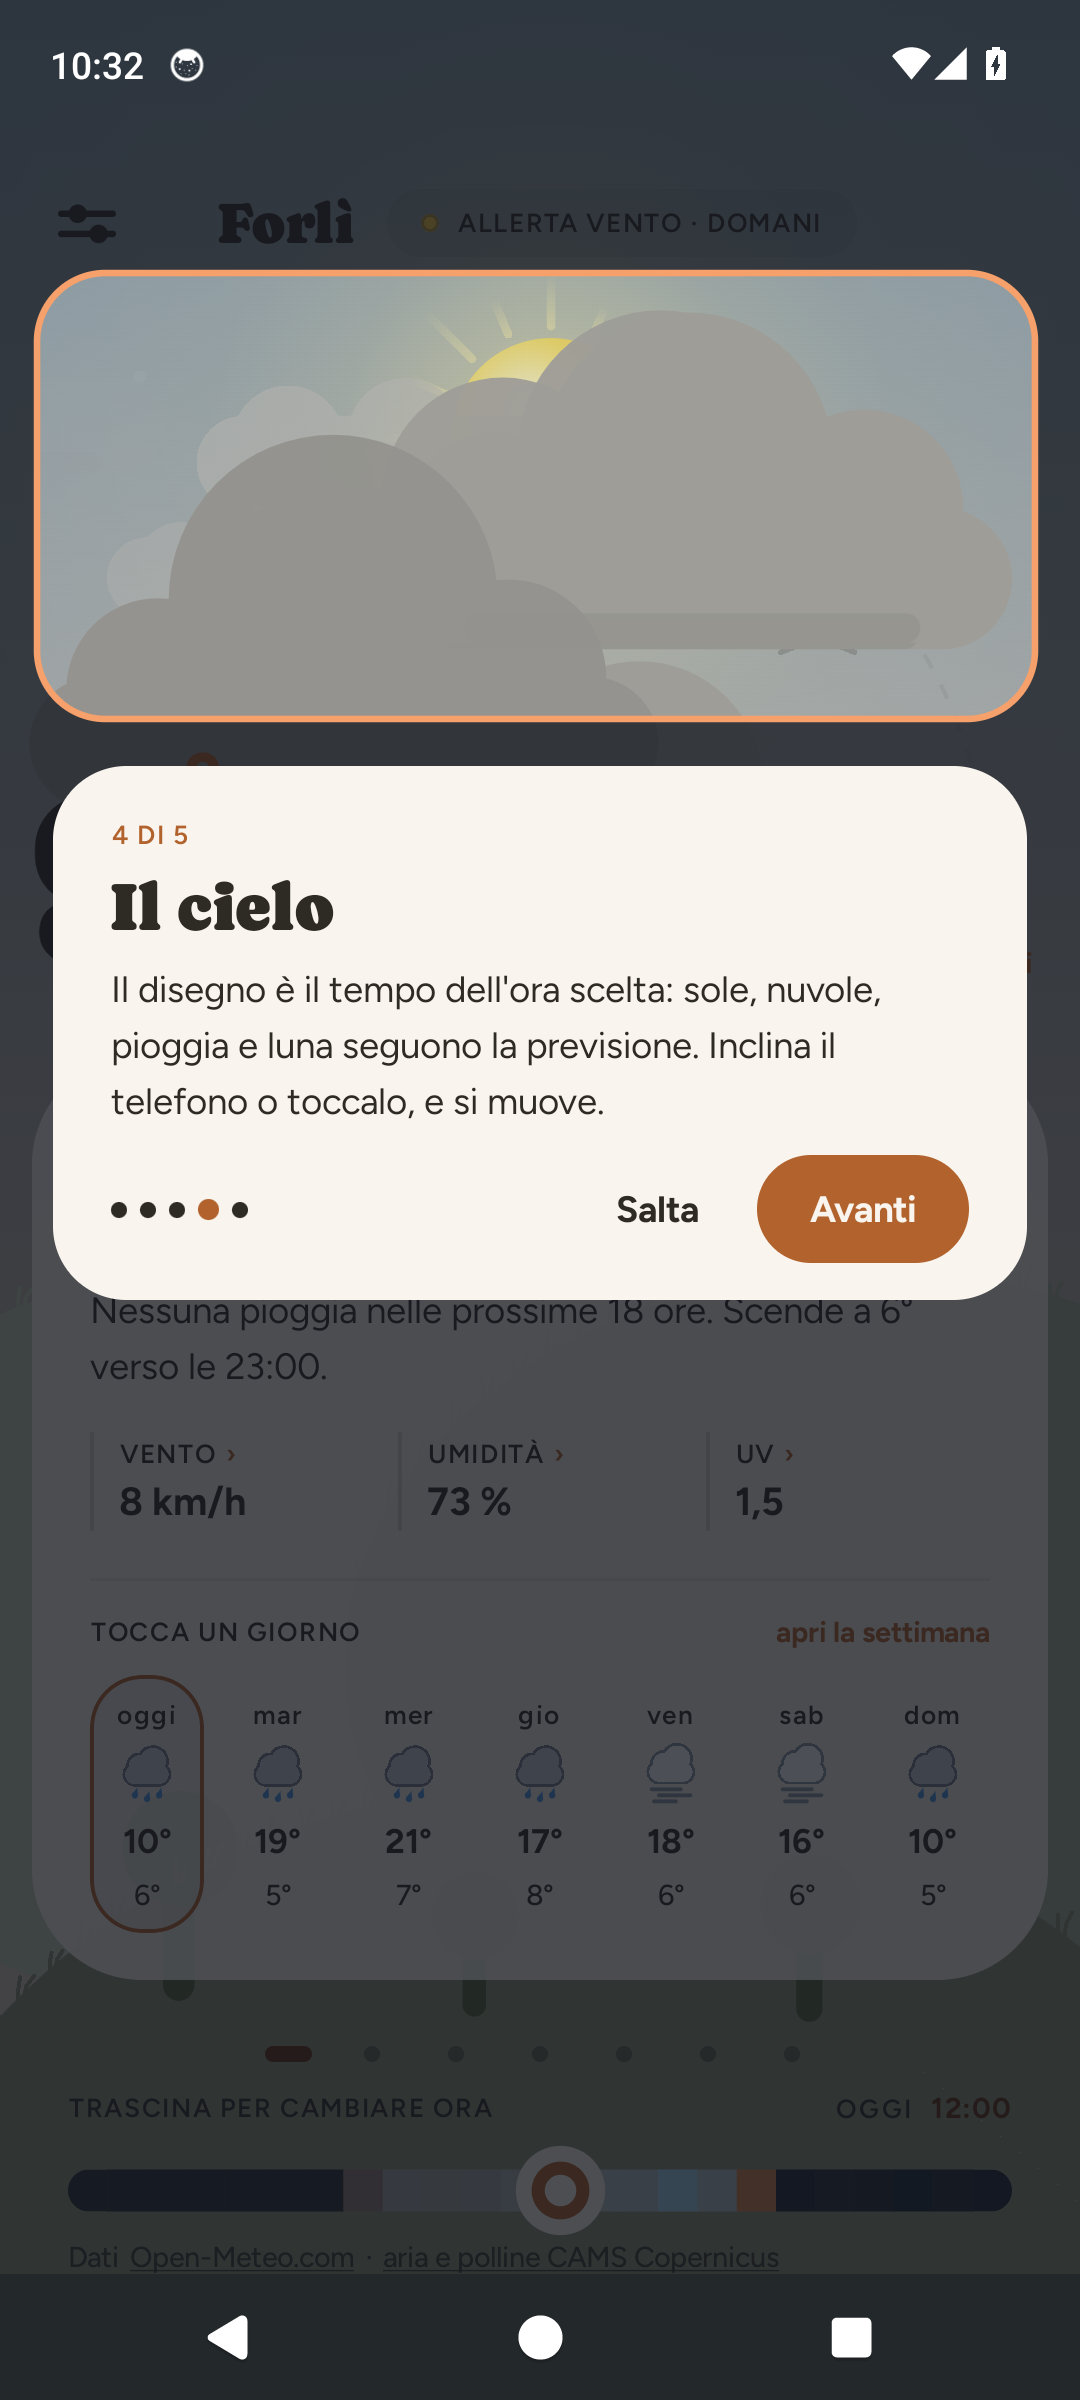 10:32
Forlì
ALLERTA VENTO · DOMANI
4 DI 5
Il cielo
Il disegno è il tempo dell'ora scelta: sole, nuvole,
pioggia e luna seguono la previsione. Inclina il
telefono o toccalo, e si muove.
Salta
Avanti
Nessuna pioggia nelle prossime 18 ore. Scende a 6°
verso le 23:00.
VENTO › UMIDITÀ › UV ›
8 km/h 73 % 1,5
TOCCA UN GIORNO apri la settimana
oggi mar mer gio ven sab dom
10° 19° 21° 17° 18° 16° 10°
6° 5° 7° 8° 6° 6° 5°
TRASCINA PER CAMBIARE ORA OGGI 12:00
Dati Open-Meteo.com · aria e polline CAMS Copernicus